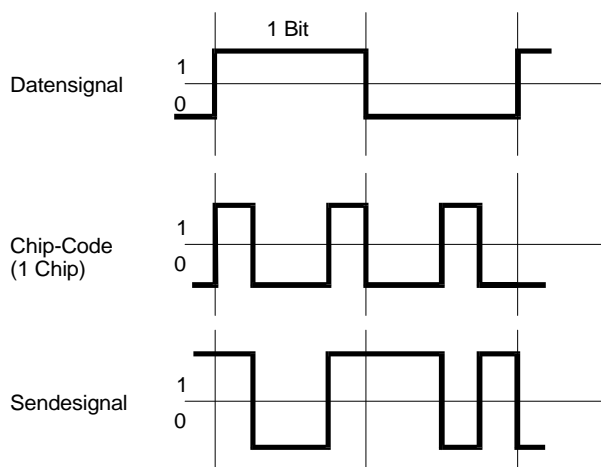 1 Bit
Datensignal
1
0
Chip-Code
(1 Chip)
1
0
Sendesignal
1
0